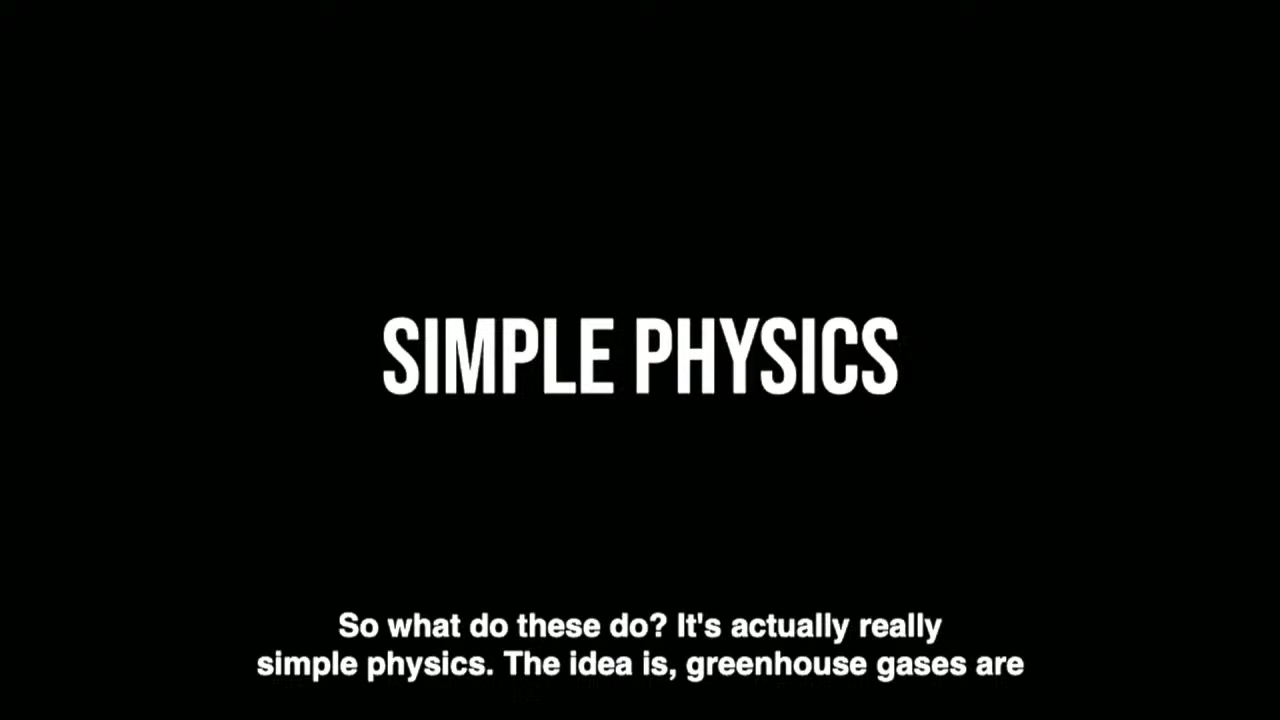 SIMPLE PHYSICS
So what do these do? It's actually really
simple physics. The idea is, greenhouse gases are